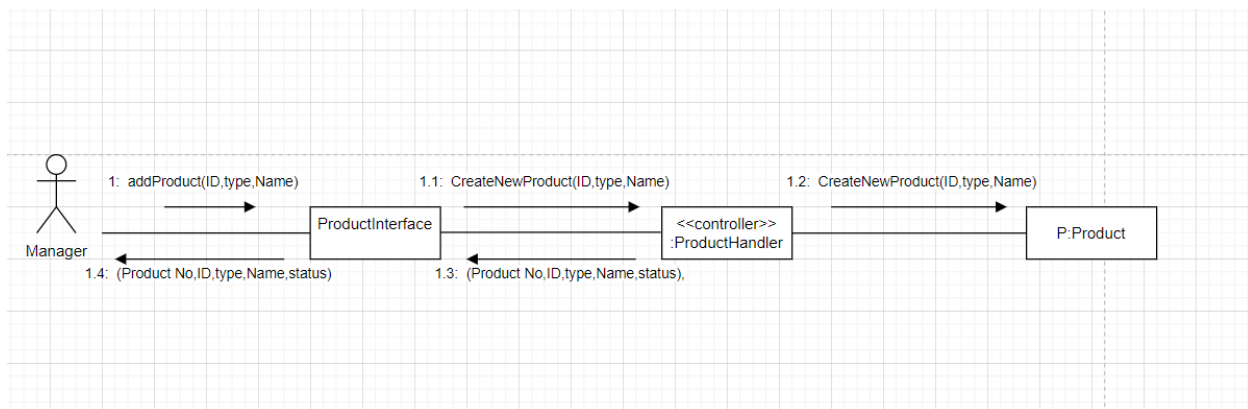 1: addProduct(ID,type,Name)
1.1: CreateNewProduct(ID,type,Name)
1.2: CreateNewProduct(ID,type,Name)
ProductInterface
<<controller>>
:ProductHandler
P:Product
Manager
1.4: (Product No,ID,type,Name,status)
1.3: (Product No,ID,type,Name,status),